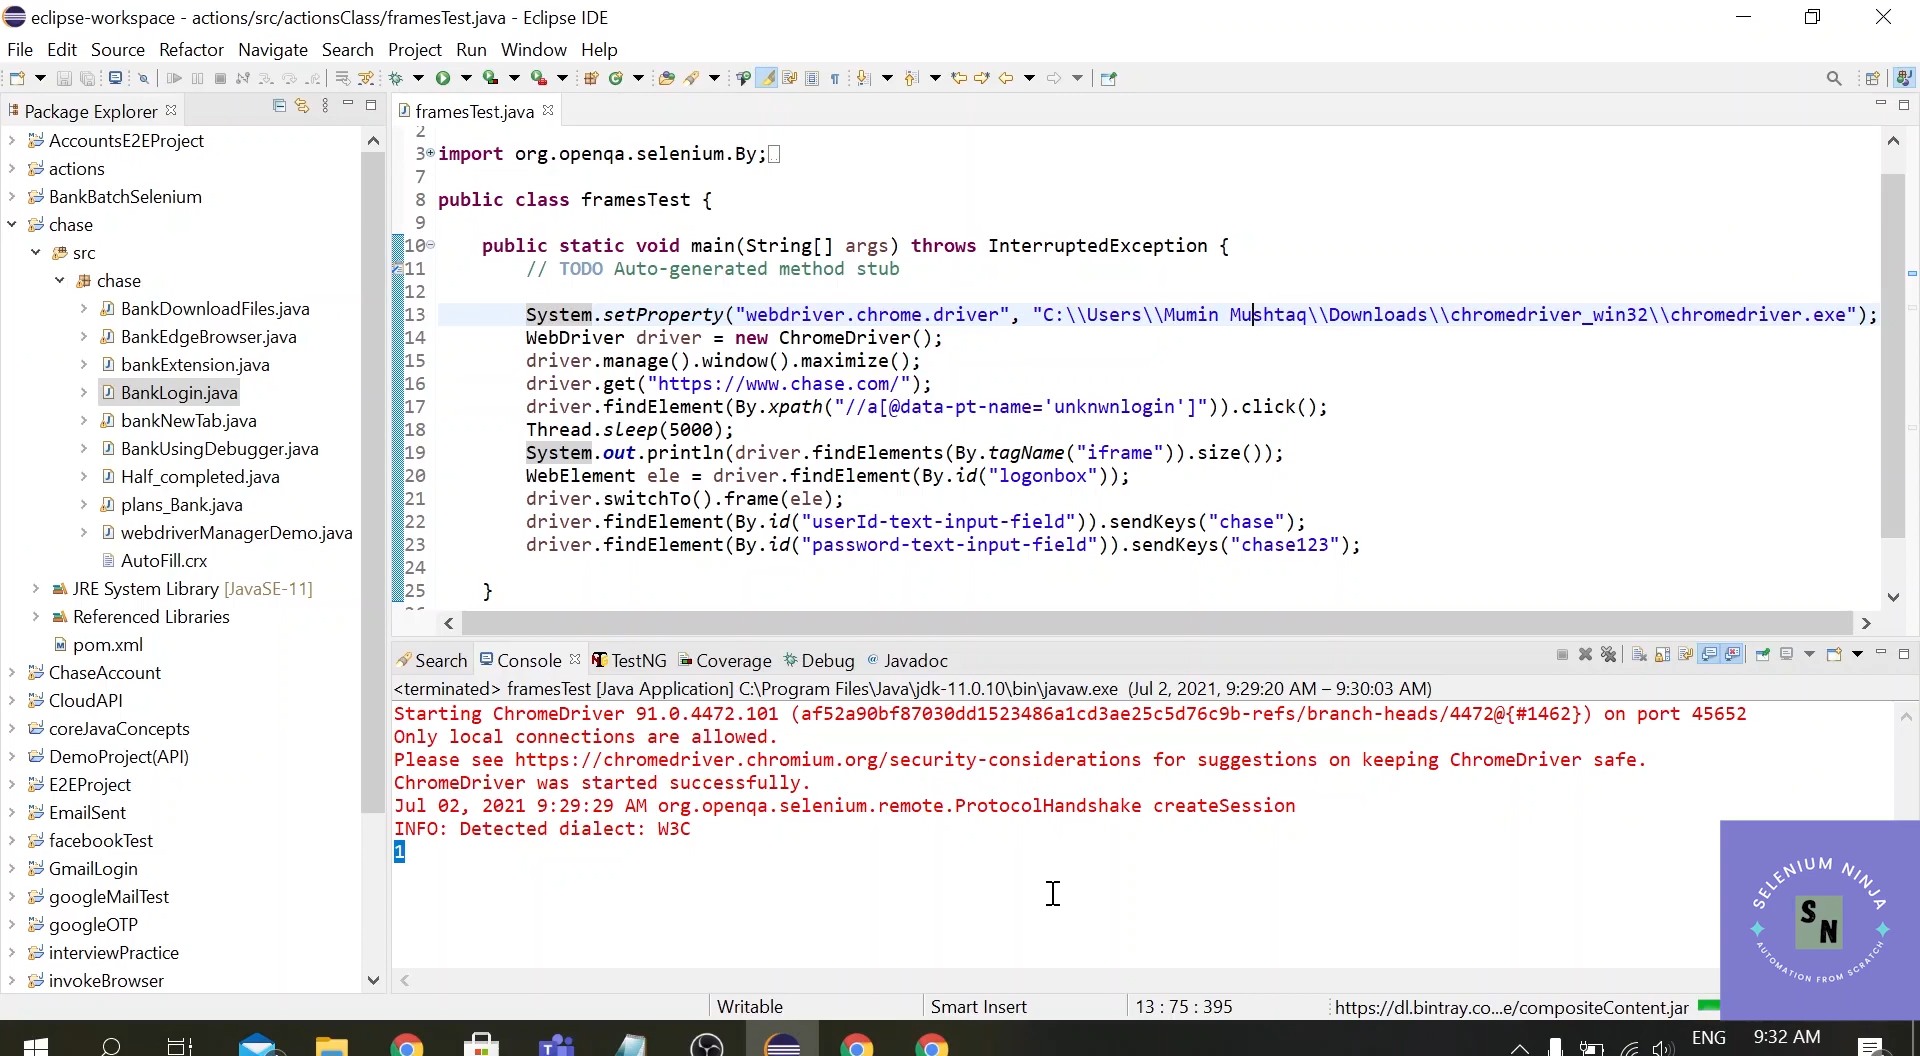 eclipse-workspace - actions/src/actionsClass/framesTest.java - Eclipse IDE
File Edit Source Refactor Navigate Search Project Run Window Help
Package Explorer
AccountsE2EProject
actions
BankBatchSelenium
chase
src
chase
BankDownloadFiles.java
BankEdgeBrowser.java
bankExtension.java
BankLogin.java
bankNewTab.java
BankUsingDebugger.java
Half_completed.java
plans_Bank.java
webdriverManagerDemo.java
AutoFill.crx
JRE System Library [JavaSE-11]
Referenced Libraries
pom.xml
ChaseAccount
CloudAPI
coreJavaConcepts
DemoProject(API)
E2EProject
EmailSent
facebookTest
GmailLogin
googleMailTest
googleOTP
interviewPractice
invokeBrowser
framesTest.java
2
3 import org.openqa.selenium.By;
7
8 public class framesTest {
9
10 public static void main(String[] args) throws InterruptedException {
11 // TODO Auto-generated method stub
12
13 System.setProperty("webdriver.chrome.driver", "C:\\Users\\Mumin Mushtaq\\Downloads\\chromedriver_win32\\chromedriver.exe");
14 WebDriver driver = new ChromeDriver();
15 driver.manage().window().maximize();
16 driver.get("https://www.chase.com/");
17 driver.findElement(By.xpath("//a[@data-pt-name='unknwnlogin']")).click();
18 Thread.sleep(5000);
19 System.out.println(driver.findElements(By.tagName("iframe")).size());
20 WebElement ele = driver.findElement(By.id("logonbox"));
21 driver.switchTo().frame(ele);
22 driver.findElement(By.id("userId-text-input-field")).sendKeys("chase");
23 driver.findElement(By.id("password-text-input-field")).sendKeys("chase123");
24
25 }
Search Console TestNG Coverage Debug @ Javadoc
<terminated> framesTest [Java Application] C:\Program Files\Java\jdk-11.0.10\bin\javaw.exe (Jul 2, 2021, 9:29:20 AM – 9:30:03 AM)
Starting ChromeDriver 91.0.4472.101 (af52a90bf87030dd1523486a1cd3ae25c5d76c9b-refs/branch-heads/4472@{#1462}) on port 45652
Only local connections are allowed.
Please see https://chromedriver.chromium.org/security-considerations for suggestions on keeping ChromeDriver safe.
ChromeDriver was started successfully.
Jul 02, 2021 9:29:29 AM org.openqa.selenium.remote.ProtocolHandshake createSession
INFO: Detected dialect: W3C
1
SELENIUM NINJA
S N
AUTOMATION FROM SCRATCH
Writable Smart Insert 13 : 75 : 395 https://dl.bintray.co...e/compositeContent.jar
ENG 9:32 AM